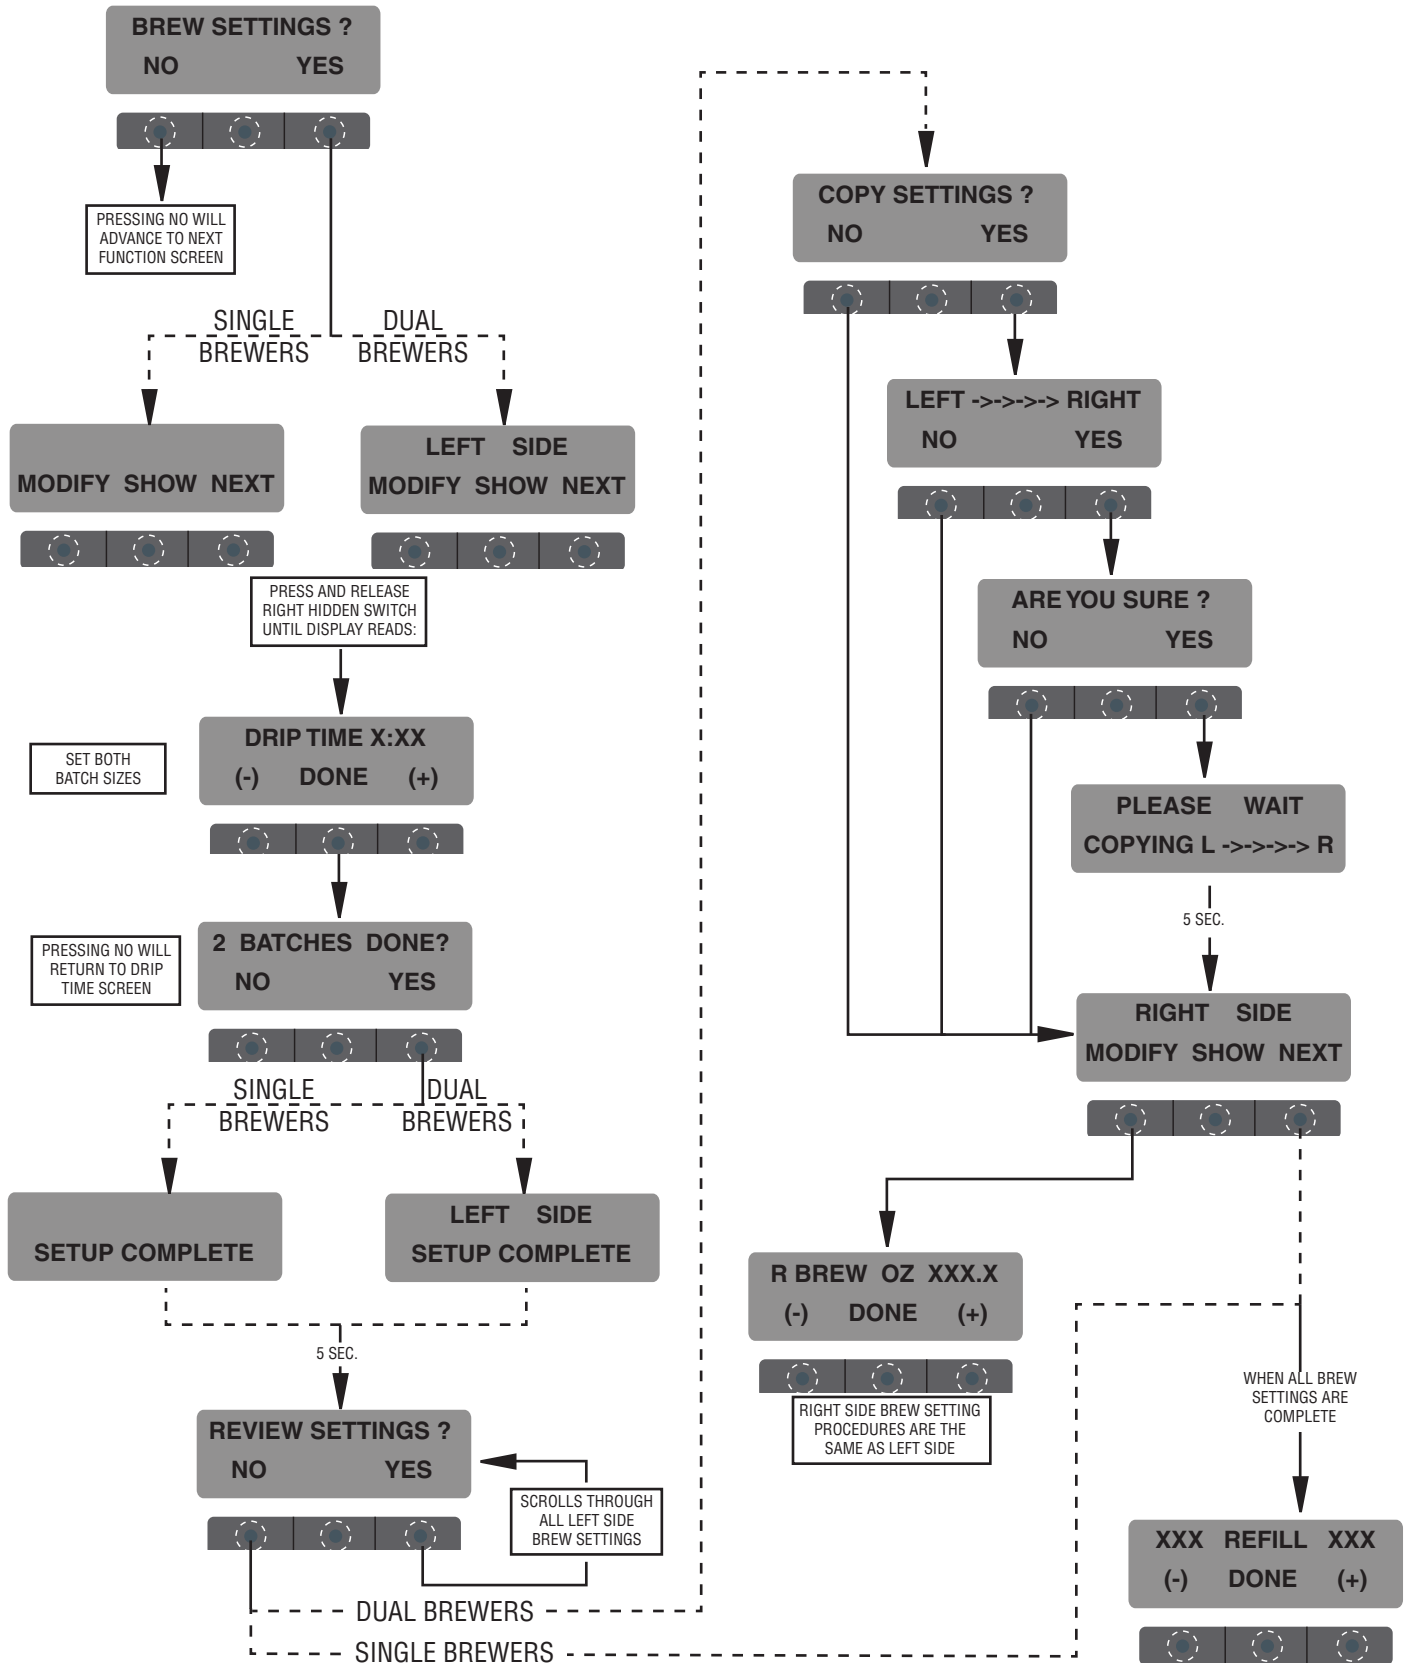 BREW SETTINGS ?
NO YES
PRESSING NO WILL
ADVANCE TO NEXT
FUNCTION SCREEN
SINGLE
BREWERS
DUAL
BREWERS
MODIFY SHOW NEXT
LEFT SIDE
MODIFY SHOW NEXT
PRESS AND RELEASE
RIGHT HIDDEN SWITCH
UNTIL DISPLAY READS:
SET BOTH
BATCH SIZES
DRIP TIME X:XX
(-) DONE (+)
PRESSING NO WILL
RETURN TO DRIP
TIME SCREEN
2 BATCHES DONE?
NO YES
SINGLE
BREWERS
DUAL
BREWERS
SETUP COMPLETE
LEFT SIDE
SETUP COMPLETE
5 SEC.
REVIEW SETTINGS ?
NO YES
SCROLLS THROUGH
ALL LEFT SIDE
BREW SETTINGS
DUAL BREWERS
SINGLE BREWERS
COPY SETTINGS ?
NO YES
LEFT ->->->-> RIGHT
NO YES
ARE YOU SURE ?
NO YES
PLEASE WAIT
COPYING L ->->->-> R
5 SEC.
RIGHT SIDE
MODIFY SHOW NEXT
R BREW OZ XXX.X
(-) DONE (+)
RIGHT SIDE BREW SETTING
PROCEDURES ARE THE
SAME AS LEFT SIDE
WHEN ALL BREW
SETTINGS ARE
COMPLETE
XXX REFILL XXX
(-) DONE (+)